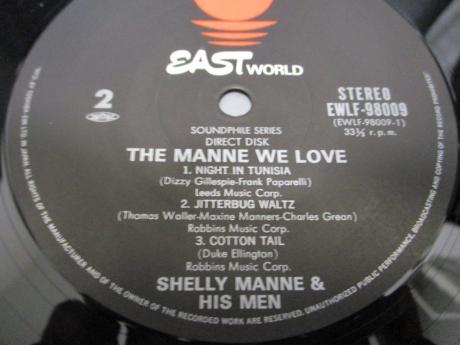 EAST WORLD
2
STEREO
EWLF-98009
(EWLF-98009-1)
33⅓ r.p.m.
SOUNDPHILE SERIES
DIRECT DISK
THE MANNE WE LOVE
1. NIGHT IN TUNISIA
(Dizzy Gillespie-Frank Paparelli)
Leeds Music Corp.
2. JITTERBUG WALTZ
(Thomas Waller-Maxine Manners-Charles Grean)
Robbins Music Corp.
3. COTTON TAIL
(Duke Ellington)
Robbins Music Corp.
SHELLY MANNE &
HIS MEN
ALL RIGHTS OF THE MANUFACTURER AND OF THE OWNER OF THE RECORDED WORK ARE RESERVED. UNAUTHORIZED PUBLIC PERFORMANCE, BROADCASTING AND COPYING OF THE RECORD PROHIBITED.